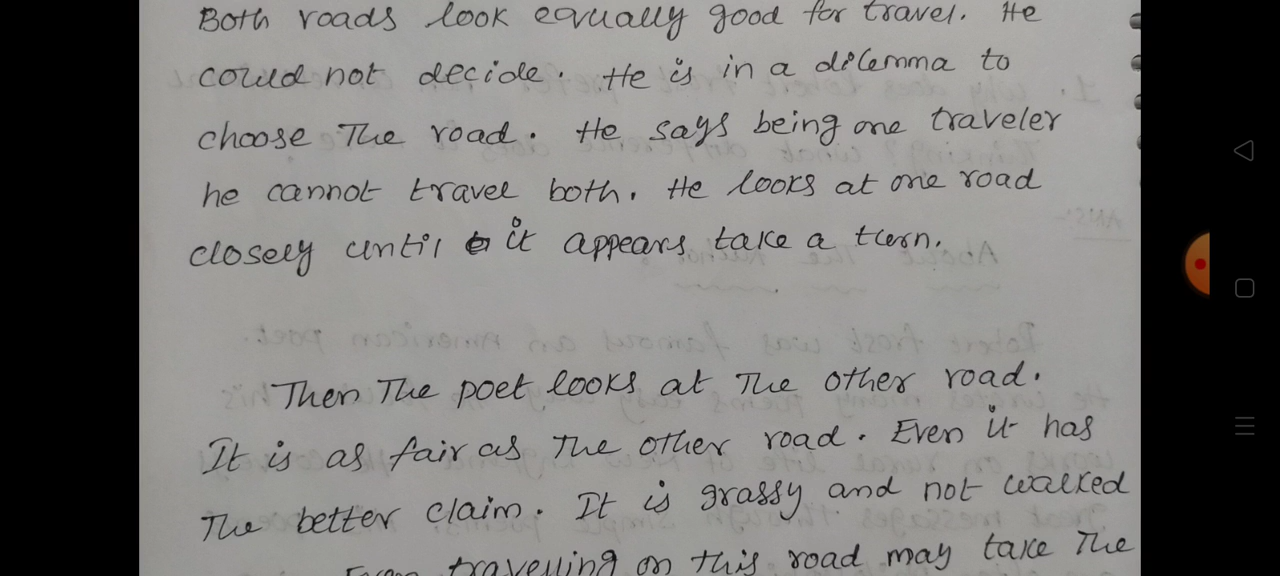 Both roads look equally good for travel. He
could not decide. He is in a dilemma to
choose The road. He says being one traveler
he cannot travel both. He looks at one road
closely until it appears take a turn.
Then The poet looks at The other road.
It is as fair as The other road. Even it has
The better claim. It is grassy and not walked
travelling on this road may take The